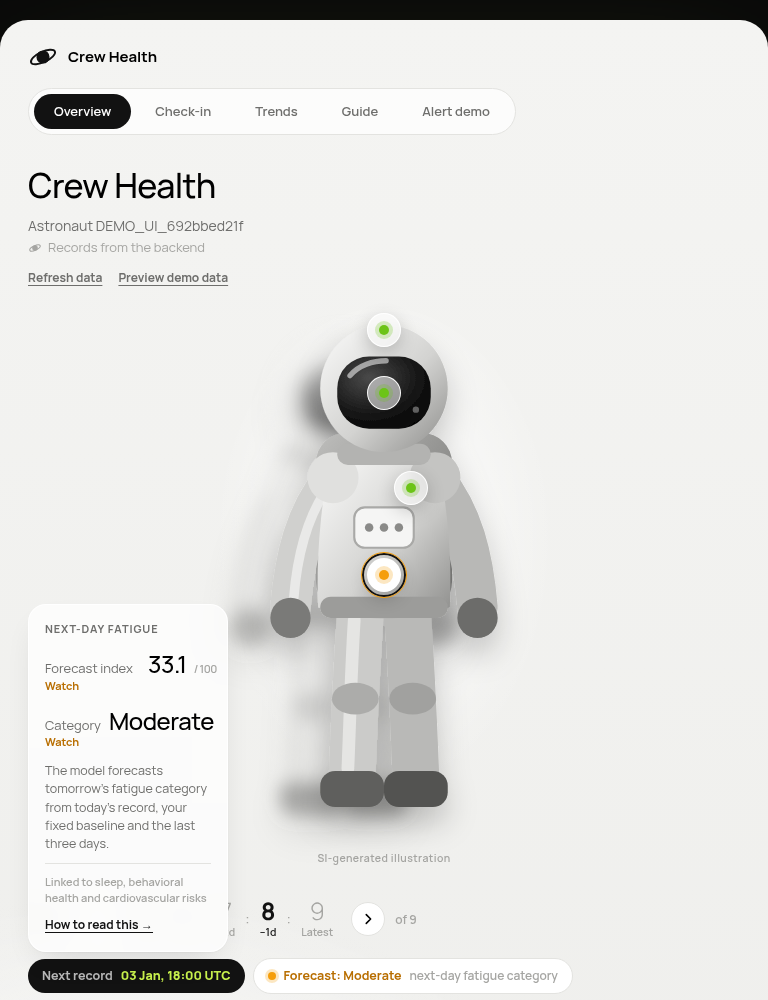 Crew Health
Overview
Check-in
Trends
Guide
Alert demo
Crew Health
Astronaut DEMO_UI_692bbed21f
Records from the backend
Refresh data
Preview demo data
NEXT-DAY FATIGUE
Forecast index 33.1 /100
Watch
Category Moderate
Watch
The model forecasts
tomorrow's fatigue category
from today's record, your
fixed baseline and the last
three days.
Linked to sleep, behavioral
health and cardiovascular risks
How to read this →
SI-generated illustration
: 8 : 9 of 9
−1d Latest
Next record 03 Jan, 18:00 UTC
Forecast: Moderate next-day fatigue category